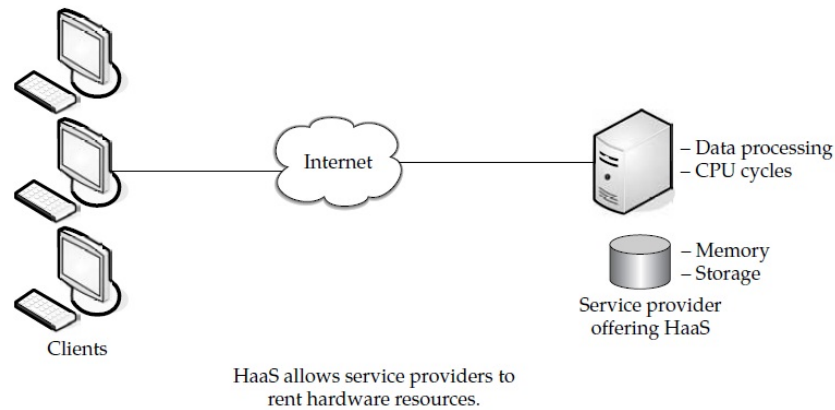 Internet
– Data processing
– CPU cycles
– Memory
– Storage
Service provider
offering HaaS
Clients
HaaS allows service providers to
rent hardware resources.